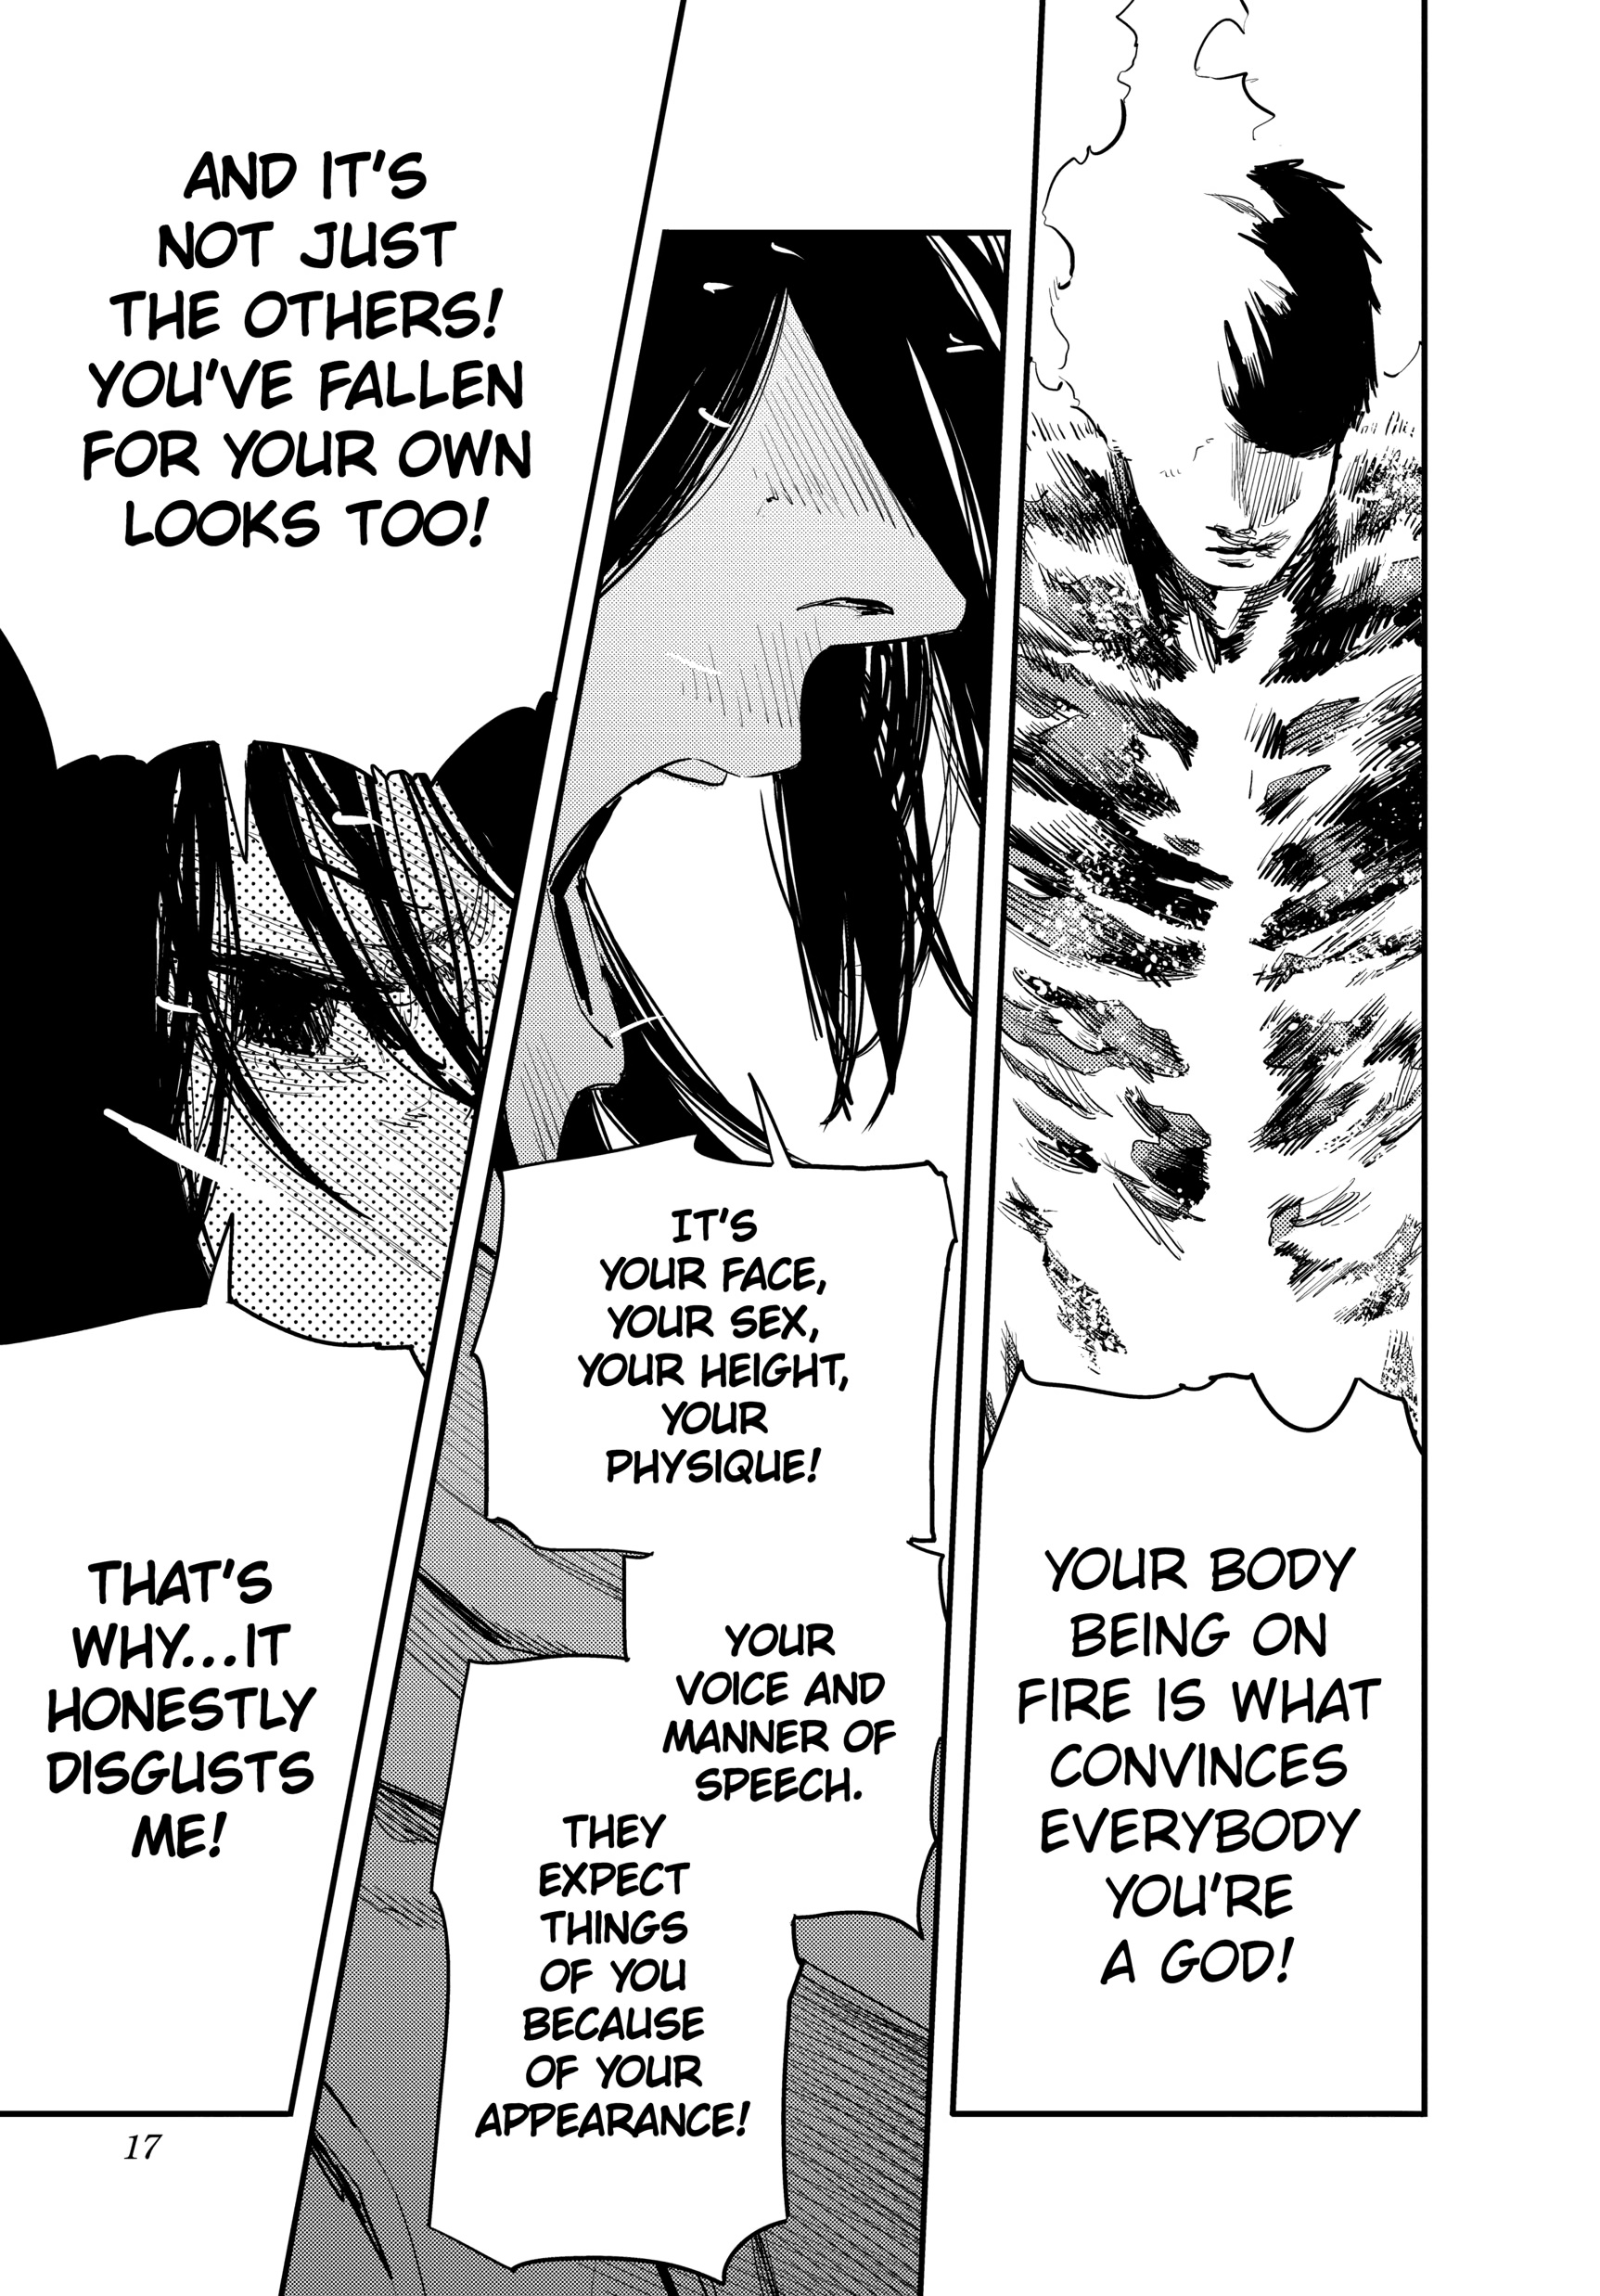 YOUR BODY
BEING ON
FIRE IS WHAT
CONVINCES
EVERYBODY
YOU'RE
A GOD!
IT'S
YOUR FACE,
YOUR SEX,
YOUR HEIGHT,
YOUR
PHYSIQUE!
YOUR
VOICE AND
MANNER OF
SPEECH.
THEY
EXPECT
THINGS
OF YOU
BECAUSE
OF YOUR
APPEARANCE!
AND IT'S
NOT JUST
THE OTHERS!
YOU'VE FALLEN
FOR YOUR OWN
LOOKS TOO!
THAT'S
WHY...IT
HONESTLY
DISGUSTS
ME!
17